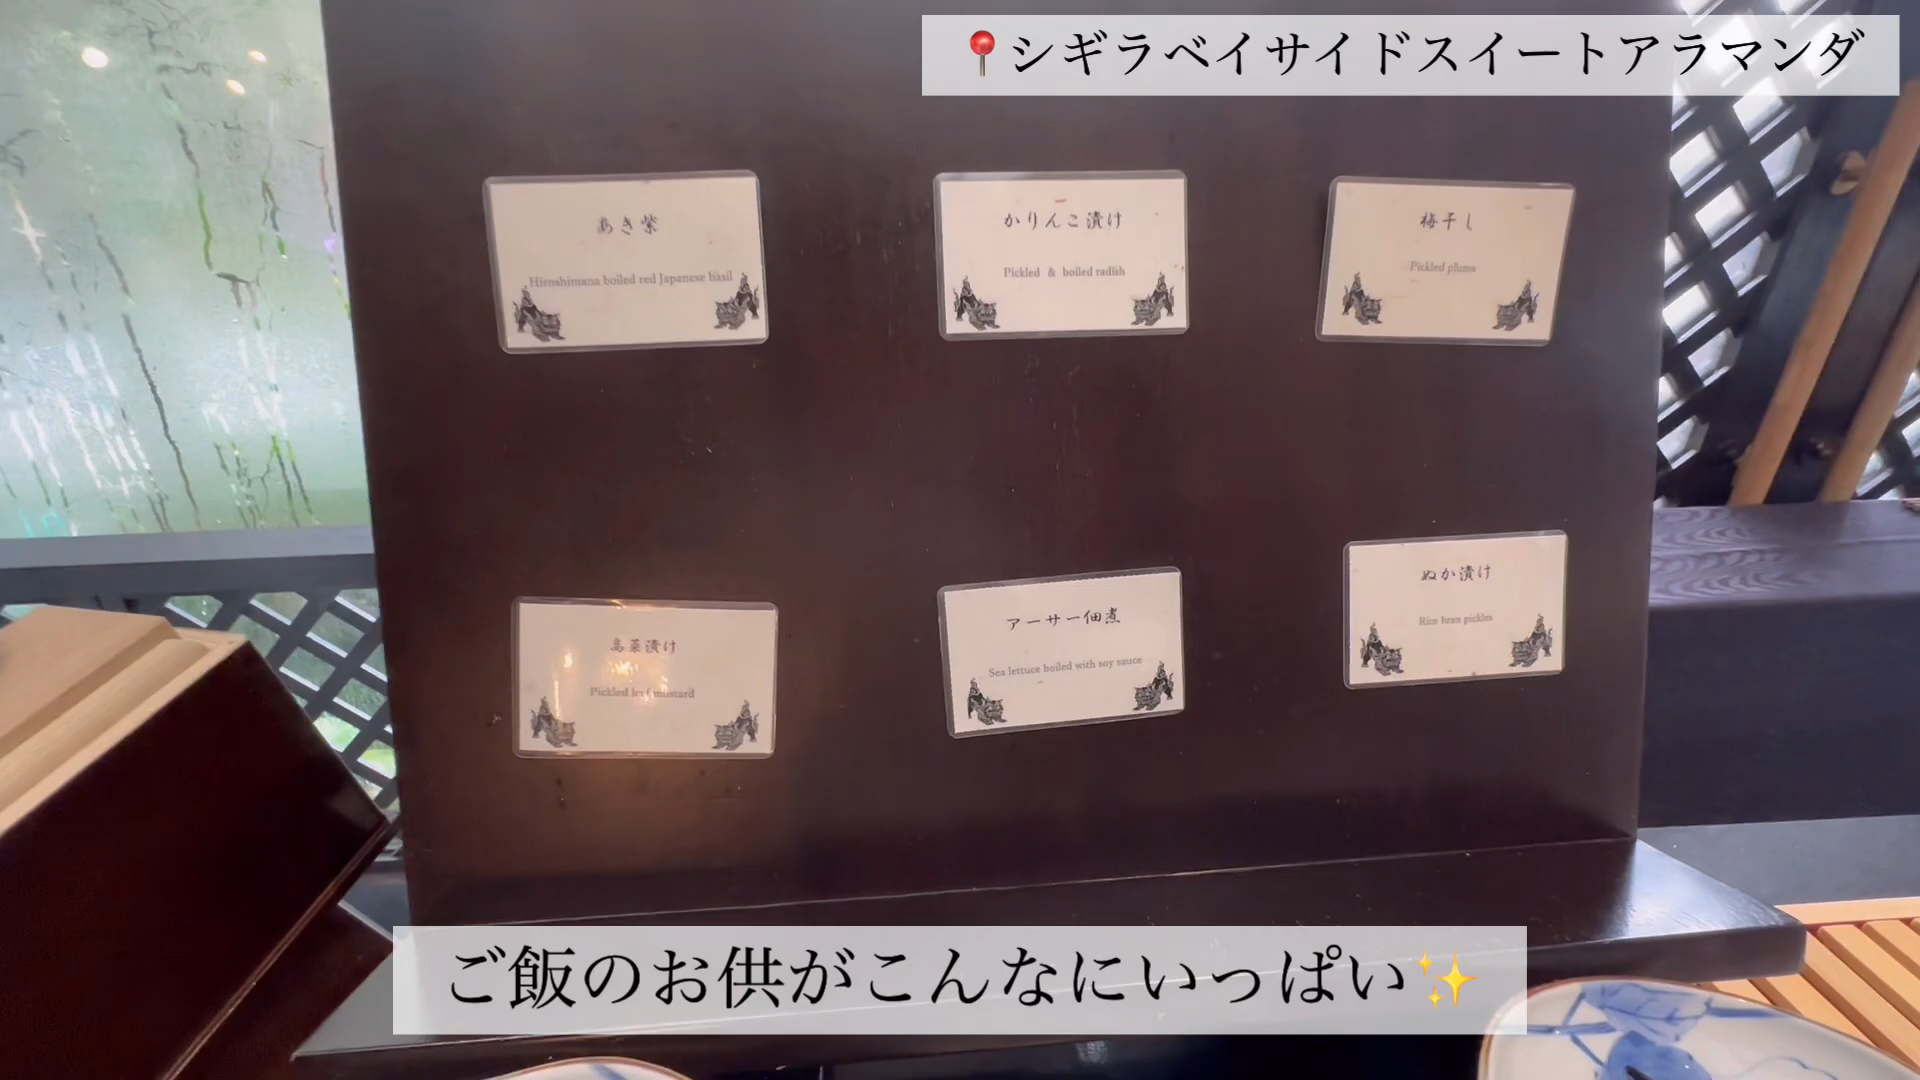 📍シギラベイサイドスイートアラマンダ
あき紫
Hiroshimana boiled red Japanese basil
かりんこ漬け
Pickled & boiled radish
梅干し
Pickled plums
高菜漬け
Pickled leaf mustard
アーサー佃煮
Sea lettuce boiled with soy sauce
ぬか漬け
Rice bran pickles
ご飯のお供がこんなにいっぱい✨